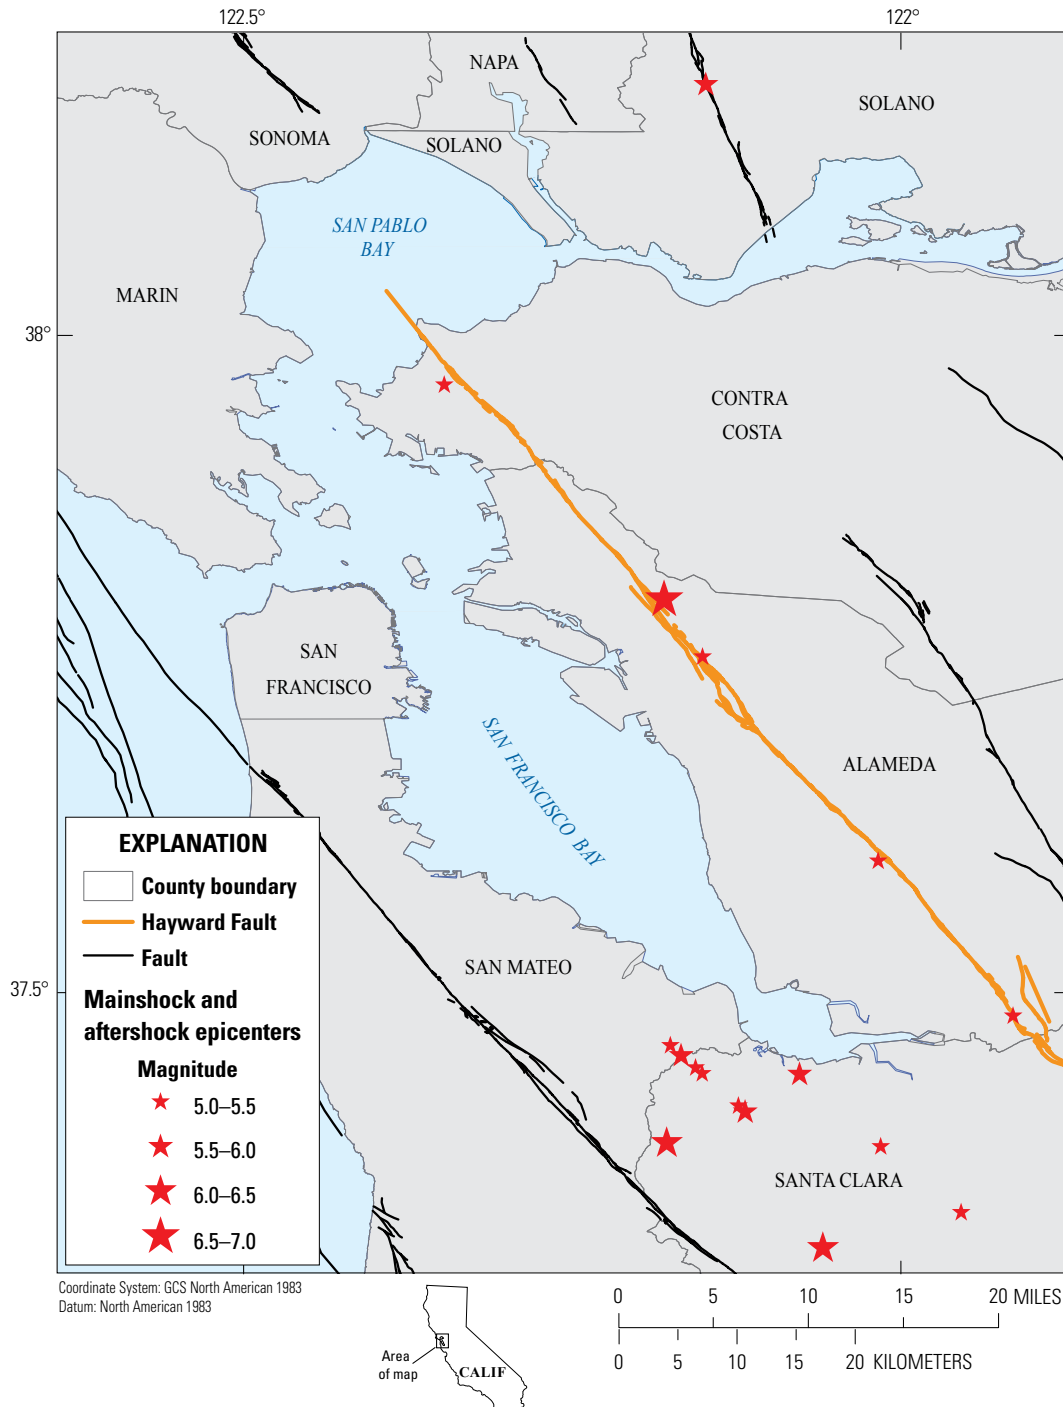 122.5°
122°
NAPA
SOLANO
SONOMA
SOLANO
SAN PABLO
BAY
MARIN
38°
CONTRA
COSTA
SAN
FRANCISCO
SAN FRANCISCO BAY
ALAMEDA
EXPLANATION
County boundary
Hayward Fault
Fault
Mainshock and
aftershock epicenters
Magnitude
5.0–5.5
5.5–6.0
6.0–6.5
6.5–7.0
SAN MATEO
37.5°
SANTA CLARA
Coordinate System: GCS North American 1983
Datum: North American 1983
Area
of map
CALIF
0 5 10 15 20 MILES
0 5 10 15 20 KILOMETERS